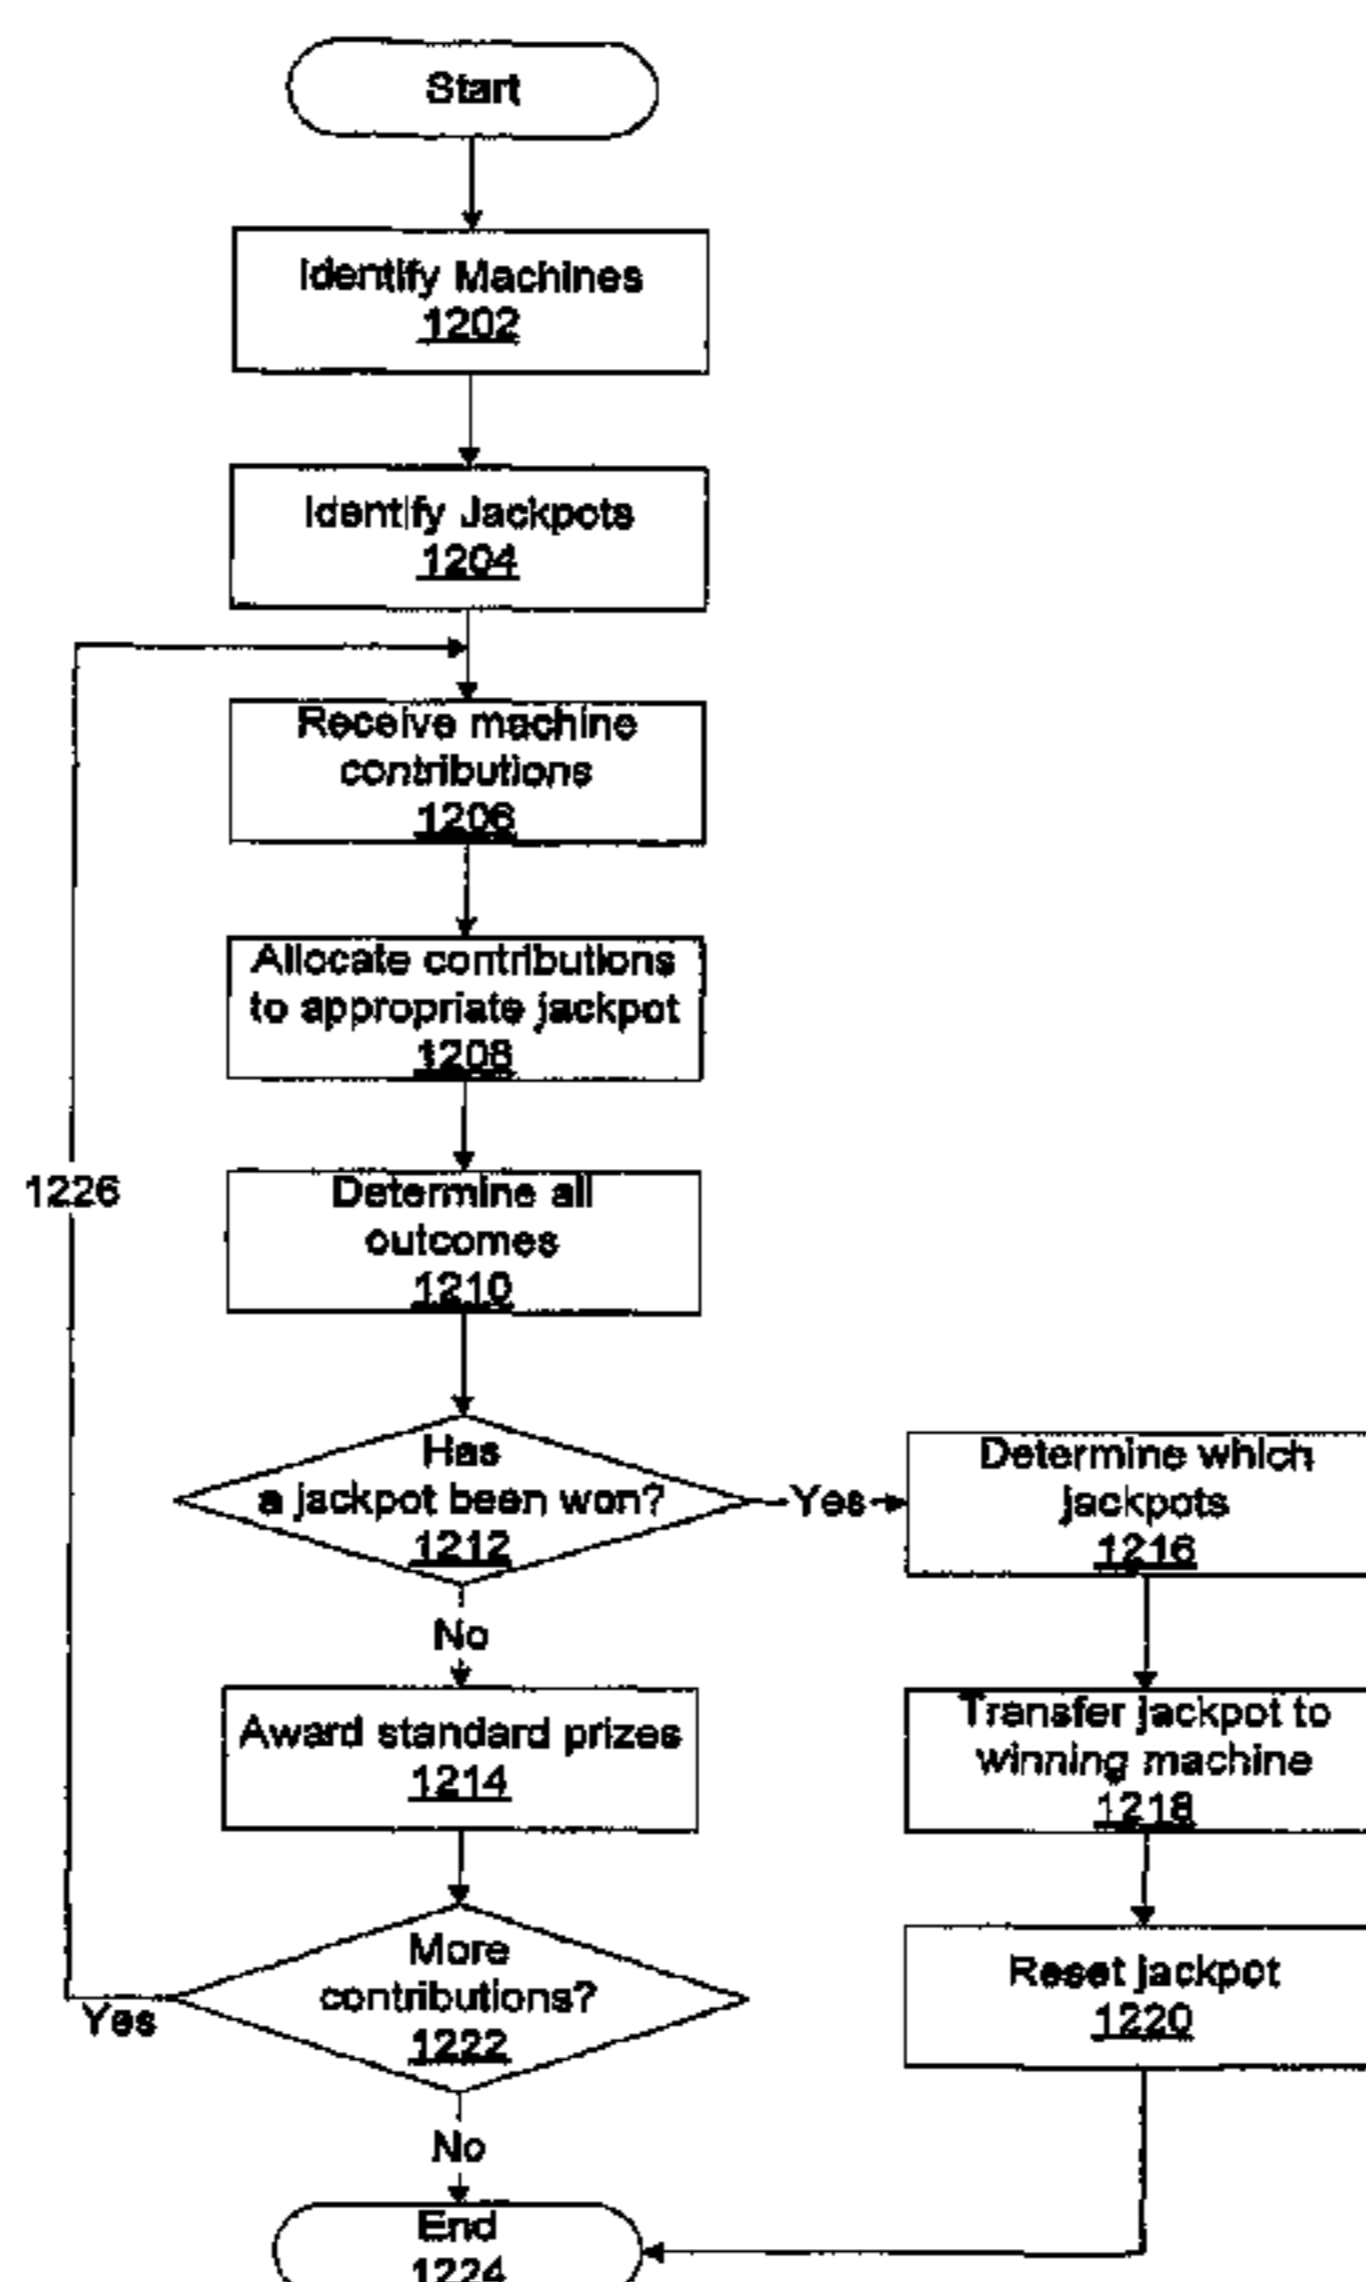 Start
Identify Machines
1202
Identify Jackpots
1204
Receive machine
contributions
1206
Allocate contributions
to appropriate jackpot
1208
1226
Determine all
outcomes
1210
Has
a jackpot been won?
1212
Yes
Determine which
jackpots
1216
No
Award standard prizes
1214
Transfer jackpot to
winning machine
1218
More
contributions?
1222
Yes
Reset jackpot
1220
No
End
1224